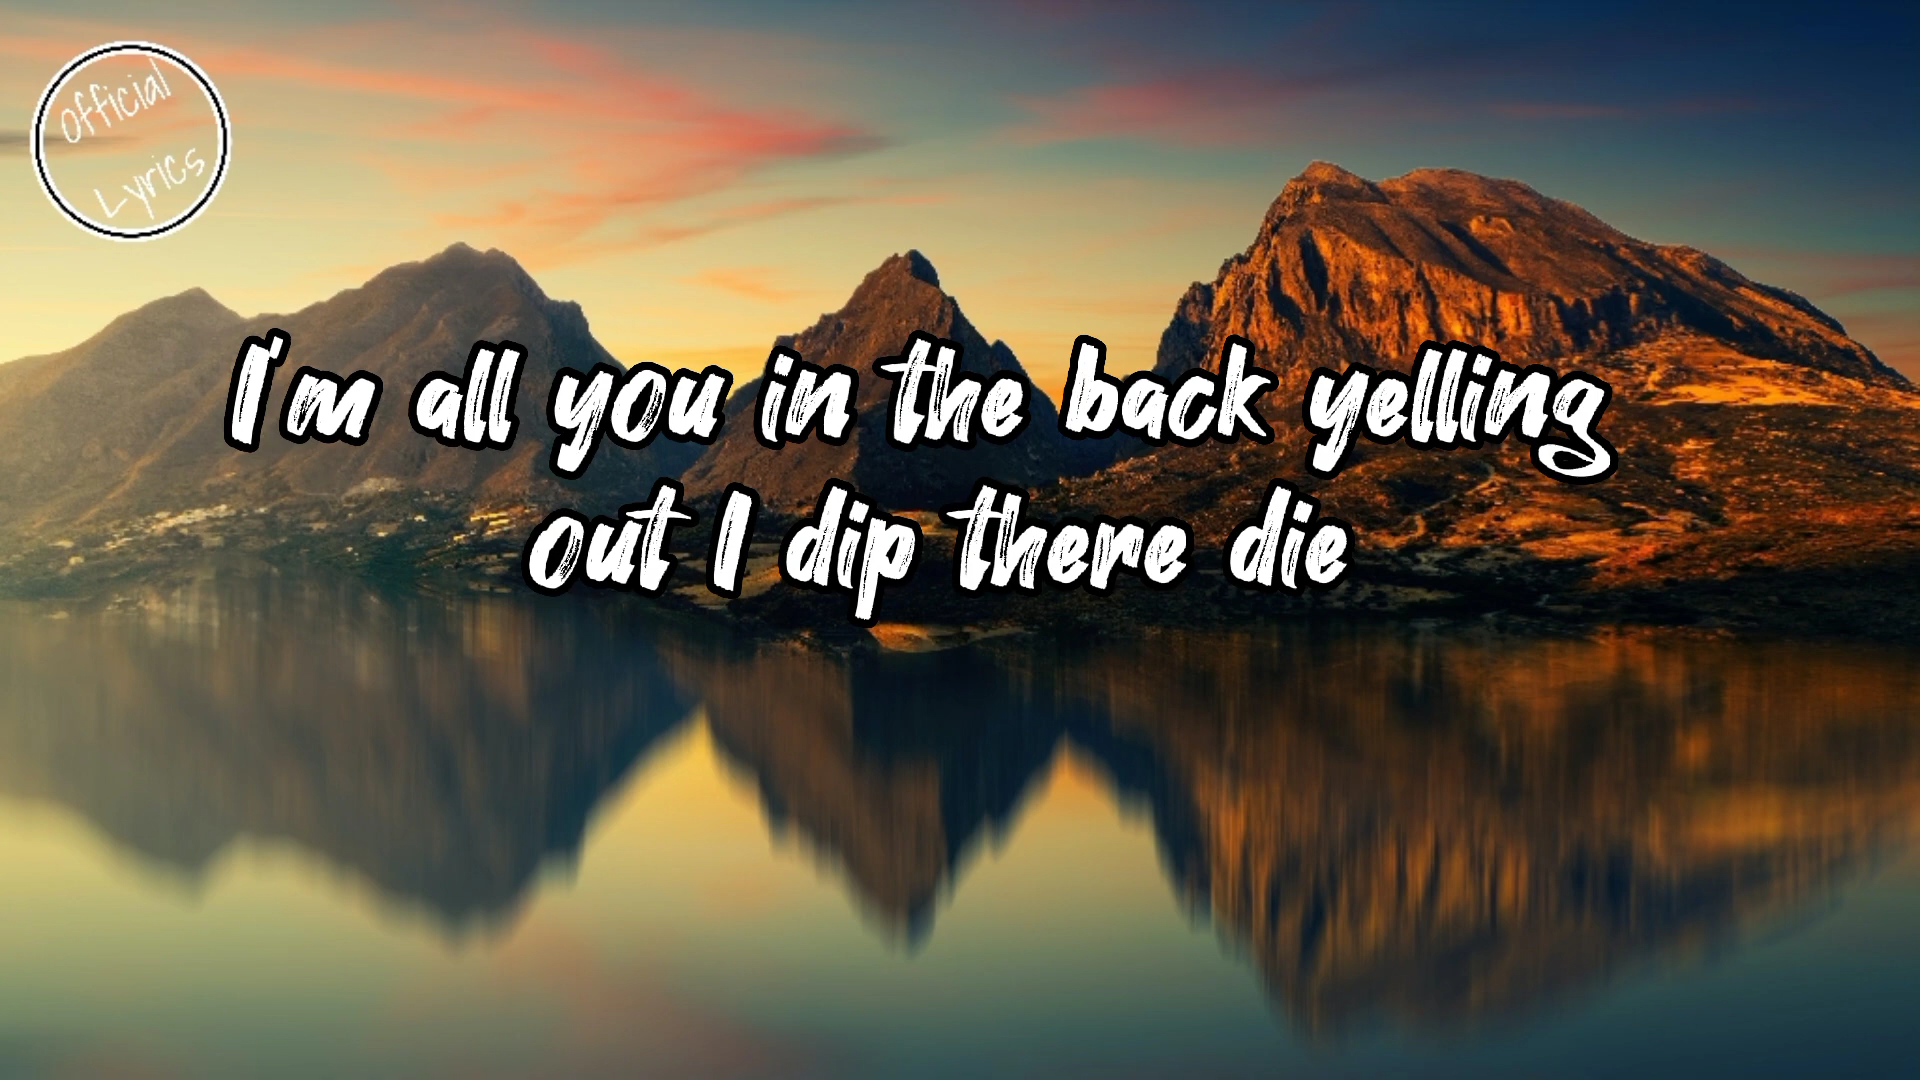 Official
Lyrics
I'm all you in the back yelling
out I dip there die